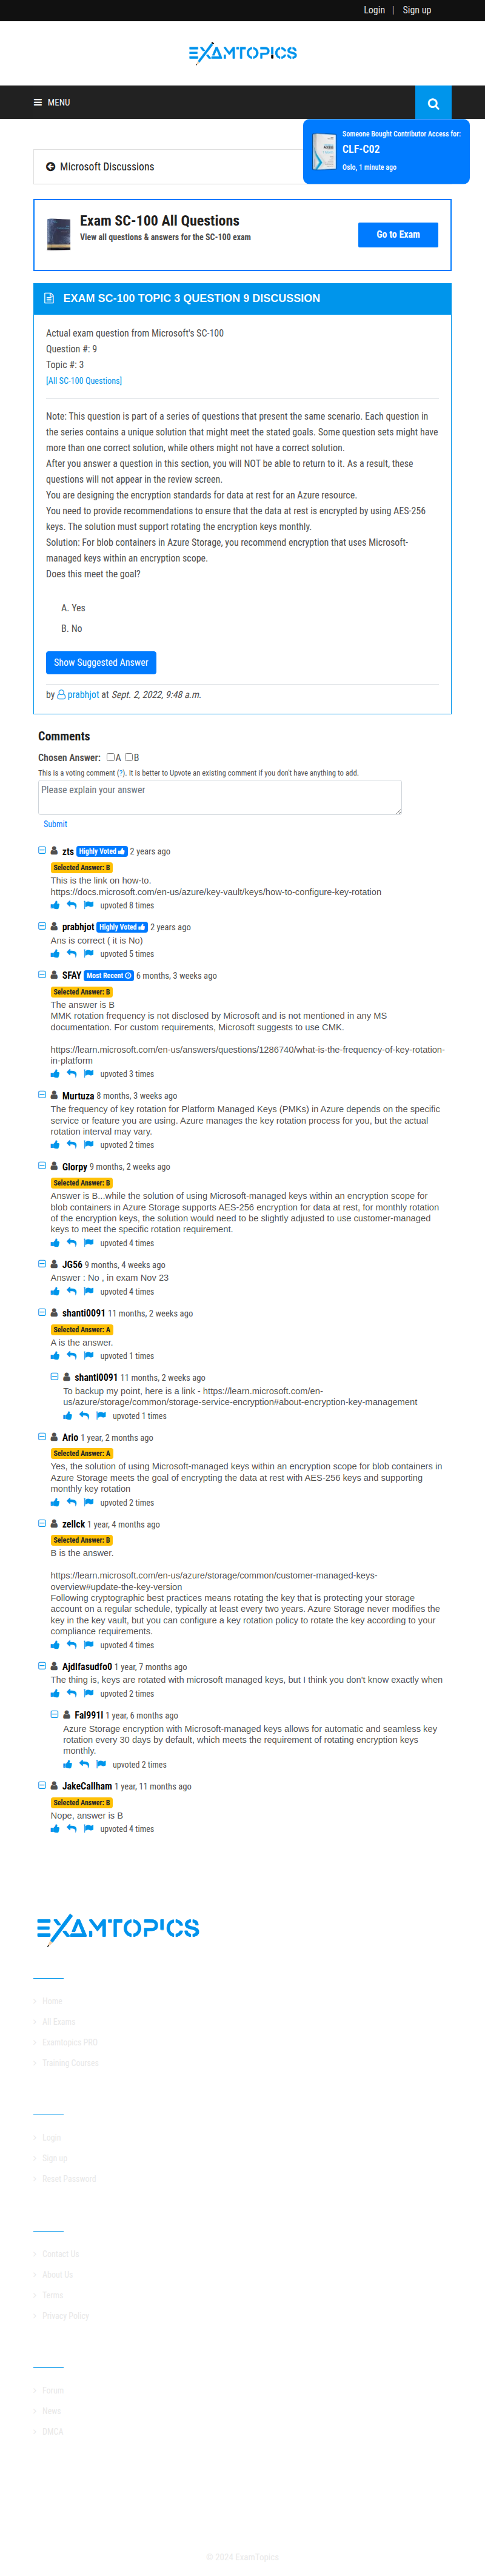 Login | Sign up
EXAMTOPICS
MENU
Someone Bought Contributor Access for:
CLF-C02
Oslo, 1 minute ago
Microsoft Discussions
Exam SC-100 All Questions
View all questions & answers for the SC-100 exam
Go to Exam
EXAM SC-100 TOPIC 3 QUESTION 9 DISCUSSION
Actual exam question from Microsoft's SC-100
Question #: 9
Topic #: 3
[All SC-100 Questions]
Note: This question is part of a series of questions that present the same scenario. Each question in
the series contains a unique solution that might meet the stated goals. Some question sets might have
more than one correct solution, while others might not have a correct solution.
After you answer a question in this section, you will NOT be able to return to it. As a result, these
questions will not appear in the review screen.
You are designing the encryption standards for data at rest for an Azure resource.
You need to provide recommendations to ensure that the data at rest is encrypted by using AES-256
keys. The solution must support rotating the encryption keys monthly.
Solution: For blob containers in Azure Storage, you recommend encryption that uses Microsoft-
managed keys within an encryption scope.
Does this meet the goal?
A. Yes
B. No
Show Suggested Answer
by prabhjot at Sept. 2, 2022, 9:48 a.m.
Comments
Chosen Answer: A B
This is a voting comment (?). It is better to Upvote an existing comment if you don't have anything to add.
Please explain your answer
Submit
zts Highly Voted 2 years ago
Selected Answer: B
This is the link on how-to.
https://docs.microsoft.com/en-us/azure/key-vault/keys/how-to-configure-key-rotation
upvoted 8 times
prabhjot Highly Voted 2 years ago
Ans is correct ( it is No)
upvoted 5 times
SFAY Most Recent 6 months, 3 weeks ago
Selected Answer: B
The answer is B
MMK rotation frequency is not disclosed by Microsoft and is not mentioned in any MS
documentation. For custom requirements, Microsoft suggests to use CMK.
https://learn.microsoft.com/en-us/answers/questions/1286740/what-is-the-frequency-of-key-rotation-
in-platform
upvoted 3 times
Murtuza 8 months, 3 weeks ago
The frequency of key rotation for Platform Managed Keys (PMKs) in Azure depends on the specific
service or feature you are using. Azure manages the key rotation process for you, but the actual
rotation interval may vary.
upvoted 2 times
Glorpy 9 months, 2 weeks ago
Selected Answer: B
Answer is B...while the solution of using Microsoft-managed keys within an encryption scope for
blob containers in Azure Storage supports AES-256 encryption for data at rest, for monthly rotation
of the encryption keys, the solution would need to be slightly adjusted to use customer-managed
keys to meet the specific rotation requirement.
upvoted 4 times
JG56 9 months, 4 weeks ago
Answer : No , in exam Nov 23
upvoted 4 times
shanti0091 11 months, 2 weeks ago
Selected Answer: A
A is the answer.
upvoted 1 times
shanti0091 11 months, 2 weeks ago
To backup my point, here is a link - https://learn.microsoft.com/en-
us/azure/storage/common/storage-service-encryption#about-encryption-key-management
upvoted 1 times
Ario 1 year, 2 months ago
Selected Answer: A
Yes, the solution of using Microsoft-managed keys within an encryption scope for blob containers in
Azure Storage meets the goal of encrypting the data at rest with AES-256 keys and supporting
monthly key rotation
upvoted 2 times
zellck 1 year, 4 months ago
Selected Answer: B
B is the answer.
https://learn.microsoft.com/en-us/azure/storage/common/customer-managed-keys-
overview#update-the-key-version
Following cryptographic best practices means rotating the key that is protecting your storage
account on a regular schedule, typically at least every two years. Azure Storage never modifies the
key in the key vault, but you can configure a key rotation policy to rotate the key according to your
compliance requirements.
upvoted 4 times
Ajdlfasudfo0 1 year, 7 months ago
The thing is, keys are rotated with microsoft managed keys, but I think you don't know exactly when
upvoted 2 times
Fal991l 1 year, 6 months ago
Azure Storage encryption with Microsoft-managed keys allows for automatic and seamless key
rotation every 30 days by default, which meets the requirement of rotating encryption keys
monthly.
upvoted 2 times
JakeCallham 1 year, 11 months ago
Selected Answer: B
Nope, answer is B
upvoted 4 times
EXAMTOPICS
Home
All Exams
Examtopics PRO
Training Courses
Login
Sign up
Reset Password
Contact Us
About Us
Terms
Privacy Policy
Forum
News
DMCA
© 2024 ExamTopics